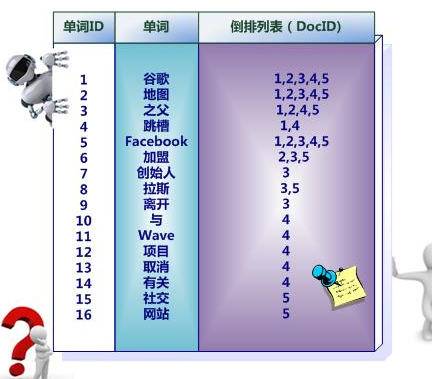 单词ID 单词 倒排列表（DocID）
1 谷歌 1,2,3,4,5
2 地图 1,2,3,4,5
3 之父 1,2,4,5
4 跳槽 1,4
5 Facebook 1,2,3,4,5
6 加盟 2,3,5
7 创始人 3
8 拉斯 3,5
9 离开 3
10 与 4
11 Wave 4
12 项目 4
13 取消 4
14 有关 4
15 社交 5
16 网站 5